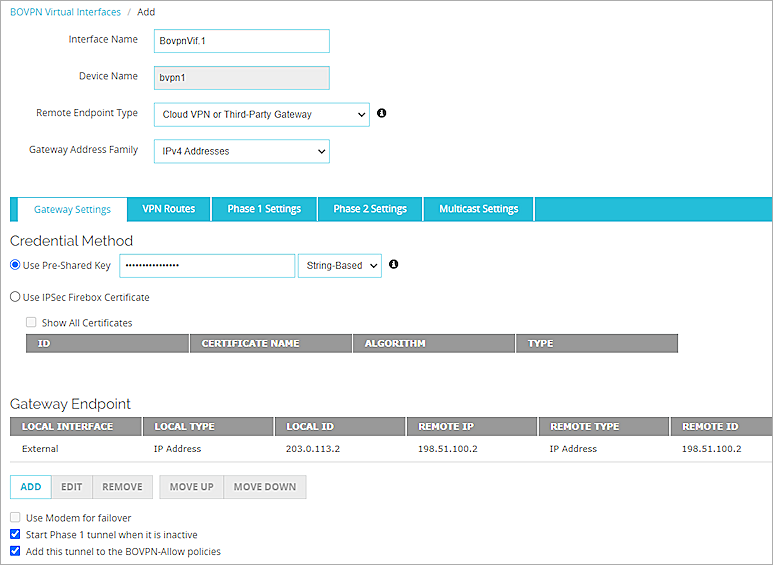 BOVPN Virtual Interfaces / Add
Interface Name BovpnVif.1
Device Name bvpn1
Remote Endpoint Type Cloud VPN or Third-Party Gateway
Gateway Address Family IPv4 Addresses
Gateway Settings VPN Routes Phase 1 Settings Phase 2 Settings Multicast Settings
Credential Method
Use Pre-Shared Key •••••••••••••••• String-Based
Use IPSec Firebox Certificate
Show All Certificates
ID CERTIFICATE NAME ALGORITHM TYPE
Gateway Endpoint
LOCAL INTERFACE LOCAL TYPE LOCAL ID REMOTE IP REMOTE TYPE REMOTE ID
External IP Address 203.0.113.2 198.51.100.2 IP Address 198.51.100.2
ADD EDIT REMOVE MOVE UP MOVE DOWN
Use Modem for failover
Start Phase 1 tunnel when it is inactive
Add this tunnel to the BOVPN-Allow policies